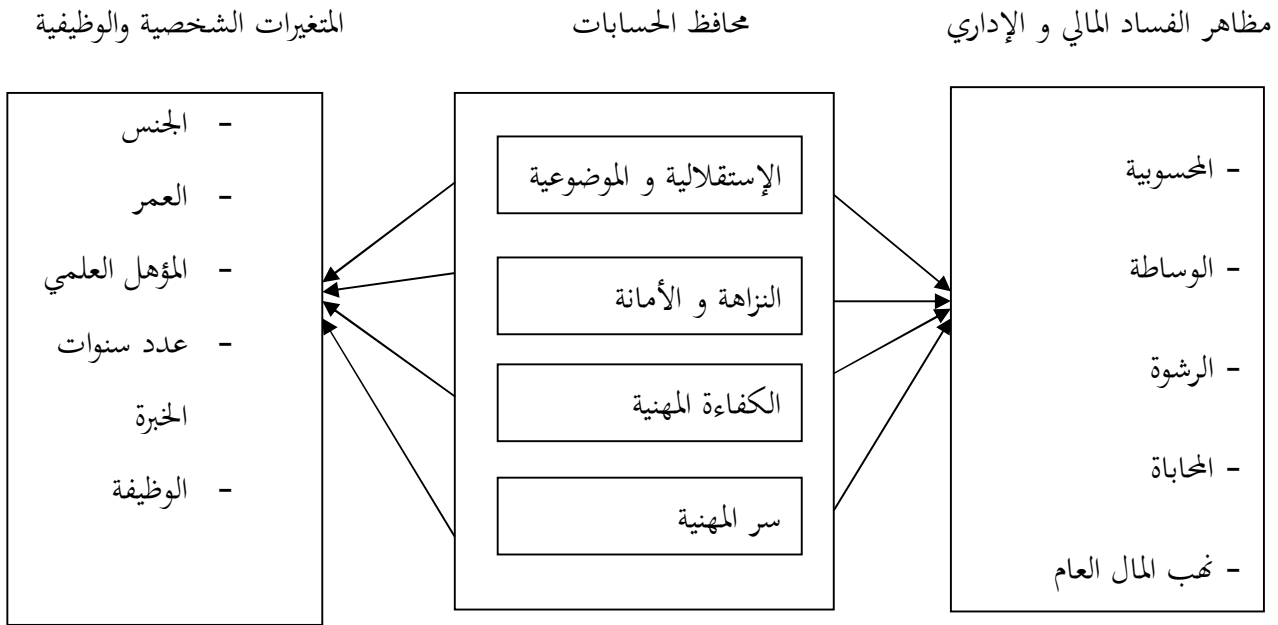 مظاهر الفساد المالي و الإداري
محافظ الحسابات
المتغيرات الشخصية والوظيفية
- المحسوبية
- الوساطة
- الرشوة
- المحاباة
- نهب المال العام
الإستقلالية و الموضوعية
النزاهة و الأمانة
الكفاءة المهنية
سر المهنية
- الجنس
- العمر
- المؤهل العلمي
- عدد سنوات
الخبرة
- الوظيفة